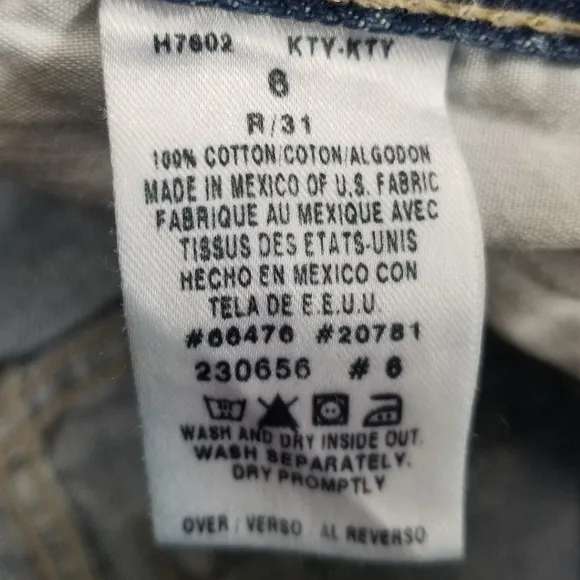 H7602 KTY-KTY
6
R/31
100% COTTON/COTON/ALGODON
MADE IN MEXICO OF U.S. FABRIC
FABRIQUE AU MEXIQUE AVEC
TISSUS DES ETATS-UNIS
HECHO EN MEXICO CON
TELA DE E.E.U.U.
#66476 #20781
230656 # 6
WASH AND DRY INSIDE OUT.
WASH SEPARATELY.
DRY PROMPTLY
OVER / VERSO / AL REVERSO